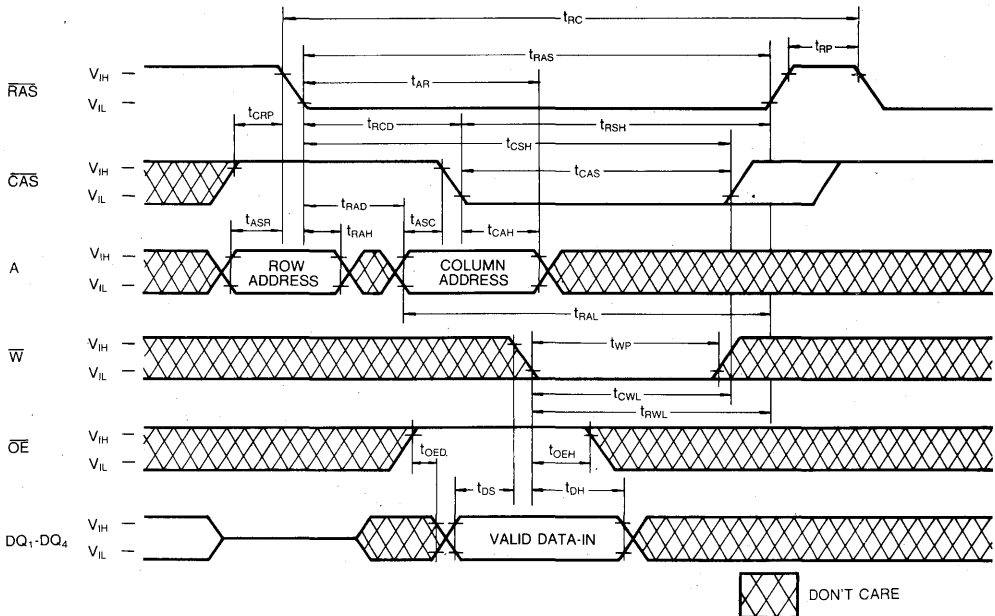 tRC
tRAS
tRP
tAR
RAS
VIH
VIL
tCRP
tRCD
tRSH
tCSH
CAS
VIH
VIL
tCAS
tASR
tRAD
tASC
tRAH
tCAH
A
VIH
VIL
ROW
ADDRESS
COLUMN
ADDRESS
tRAL
W
VIH
VIL
tWP
tCWL
tRWL
OE
VIH
VIL
tOED
tOEH
tDS
tDH
DQ1-DQ4
VIH
VIL
VALID DATA-IN
DON'T CARE